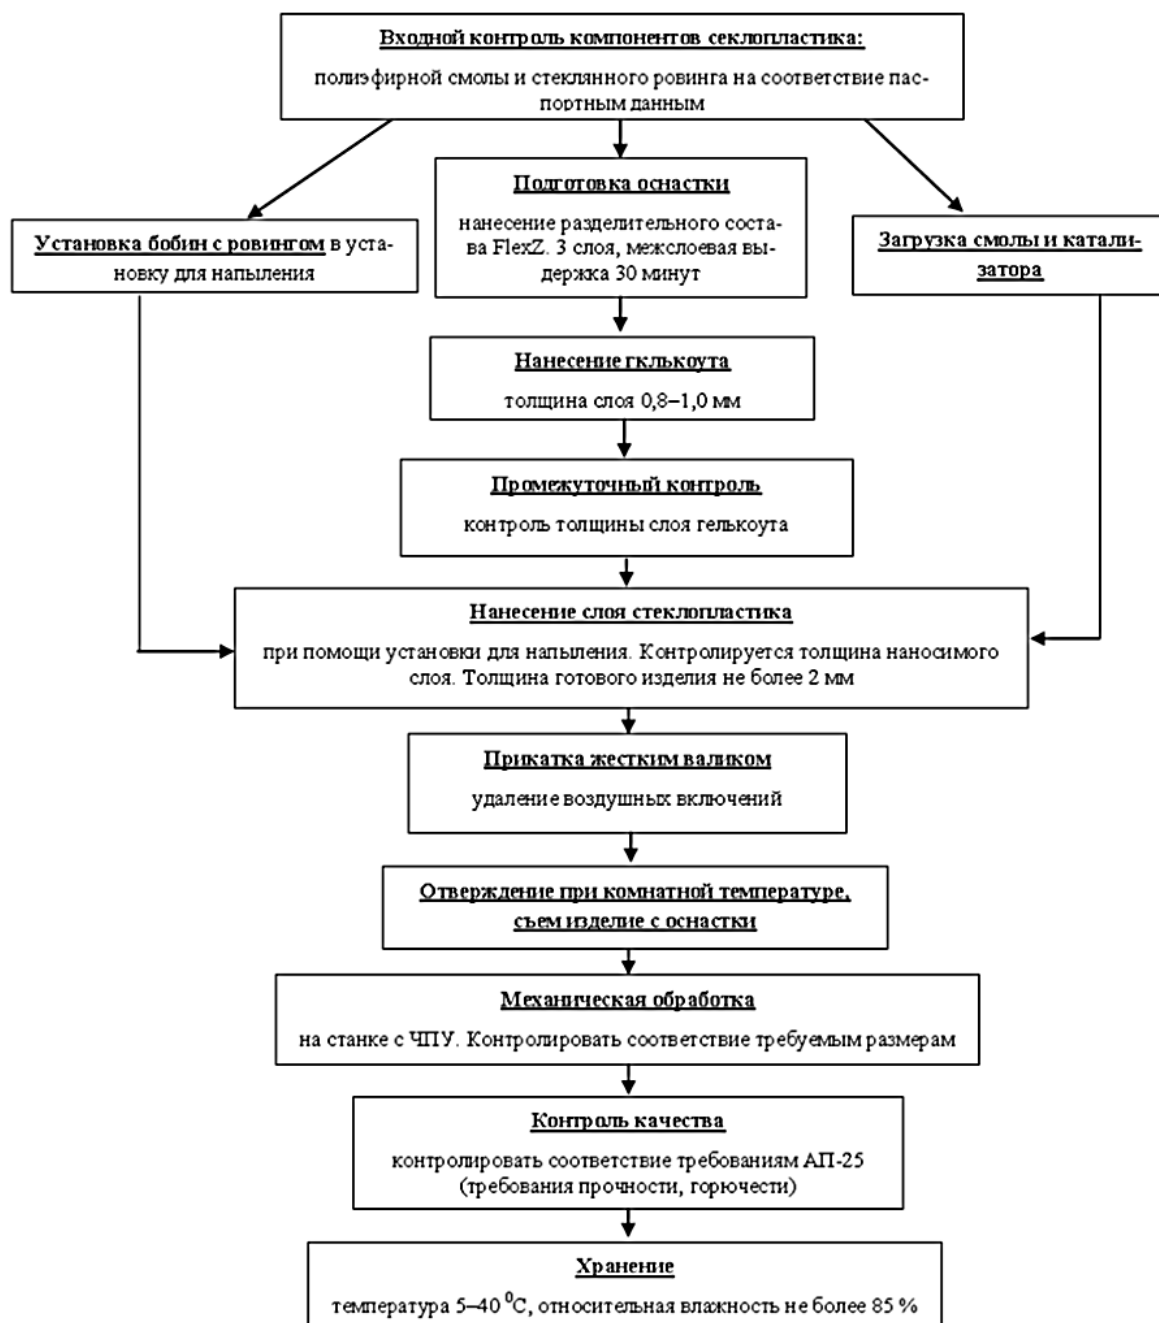 Входной контроль компонентов секлопластика:
полиэфирной смолы и стеклянного ровинга на соответствие пас-
портным данным
Подготовка оснастки
нанесение разделительного соста-
ва FlexZ. 3 слоя, межслоевая вы-
держка 30 минут
Установка бобин с ровингом в уста-
новку для напыления
Загрузка смолы и катали-
затора
Нанесение гклькоута
толщина слоя 0,8–1,0 мм
Промежуточный контроль
контроль толщины слоя гелькоута
Нанесение слоя стеклопластика
при помощи установки для напыления. Контролируется толщина наносимого
слоя. Толщина готового изделия не более 2 мм
Прикатка жестким валиком
удаление воздушных включений
Отверждение при комнатной температуре,
съем изделие с оснастки
Механическая обработка
на станке с ЧПУ. Контролировать соответствие требуемым размерам
Контроль качества
контролировать соответствие требованиям АП-25
(требования прочности, горючести)
Хранение
температура 5–40 ⁰С, относительная влажность не более 85 %